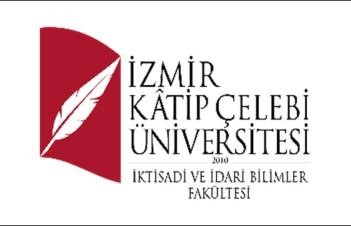 İZMİR
KÂTİP ÇELEBİ
ÜNİVERSİTESİ
2010
İKTİSADİ VE İDARİ BİLİMLER
FAKÜLTESİ